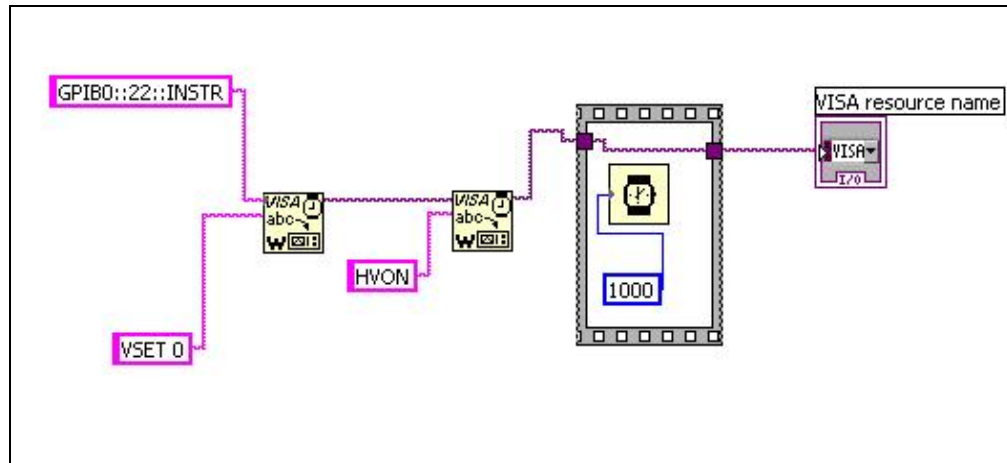 GPIB0::22::INSTR
VISA resource name
VISA
I/O
VISA
abc
W
VISA
abc
W
HVON
1000
VSET 0